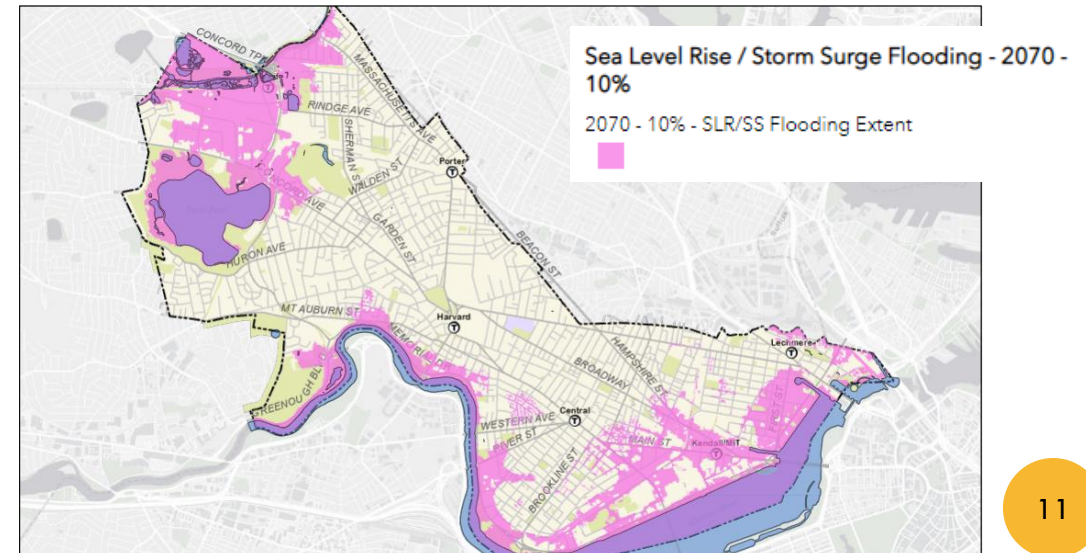 Sea Level Rise / Storm Surge Flooding - 2070 -
10%
2070 - 10% - SLR/SS Flooding Extent
CONCORD TPK
MASSACHUSETTS AVE
RINDGE AVE
SHERMAN ST
Porter
T
WALDEN ST
CONCORD AVE
GARDEN ST
BEACON ST
HURON AVE
MT AUBURN ST
Harvard
T
MEMORIAL
Lechmere
T
HAMPSHIRE ST
BROADWAY
FIRST ST
GREENOUGH BL
WESTERN AVE
Central
T
RIVER ST
MAIN ST
Kendall/MIT
T
BROOKLINE ST
11